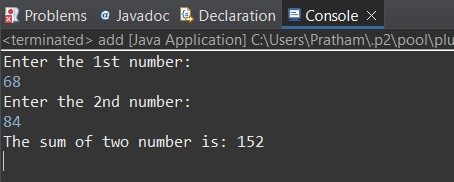 Problems @ Javadoc Declaration Console
<terminated> add [Java Application] C:\Users\Pratham\.p2\pool\plu
Enter the 1st number:
68
Enter the 2nd number:
84
The sum of two number is: 152